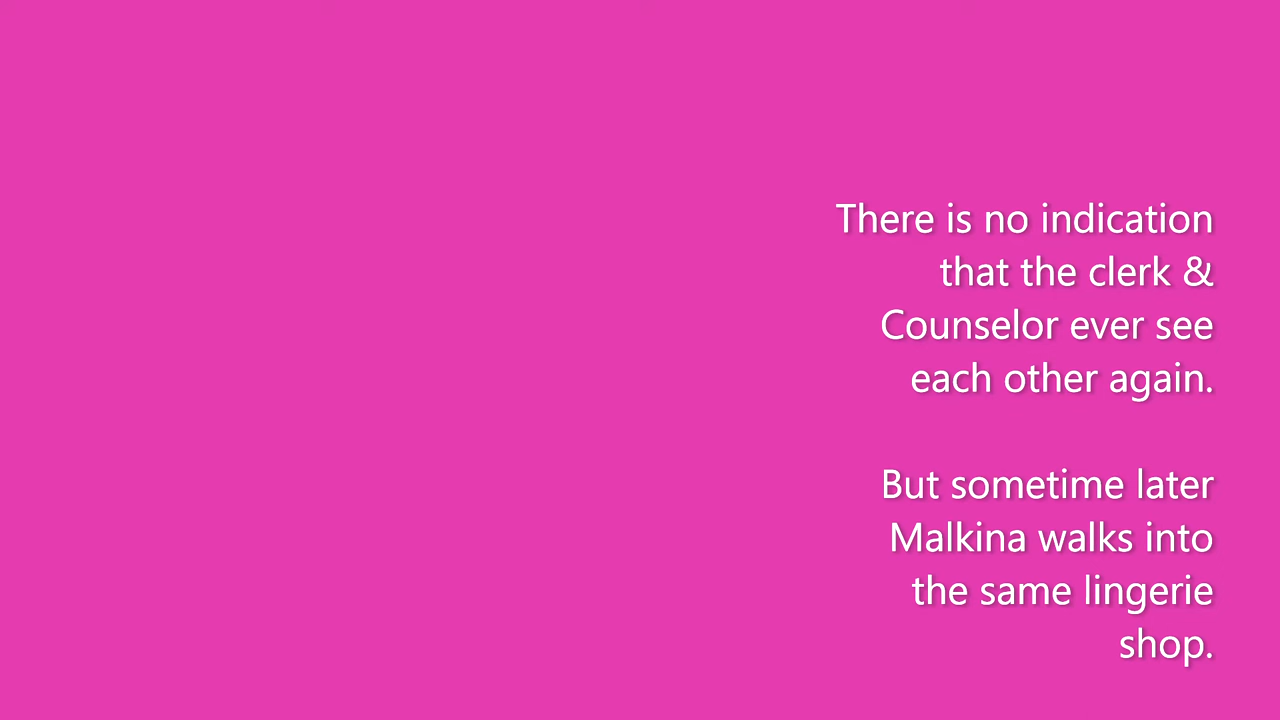 There is no indication
that the clerk &
Counselor ever see
each other again.
But sometime later
Malkina walks into
the same lingerie
shop.